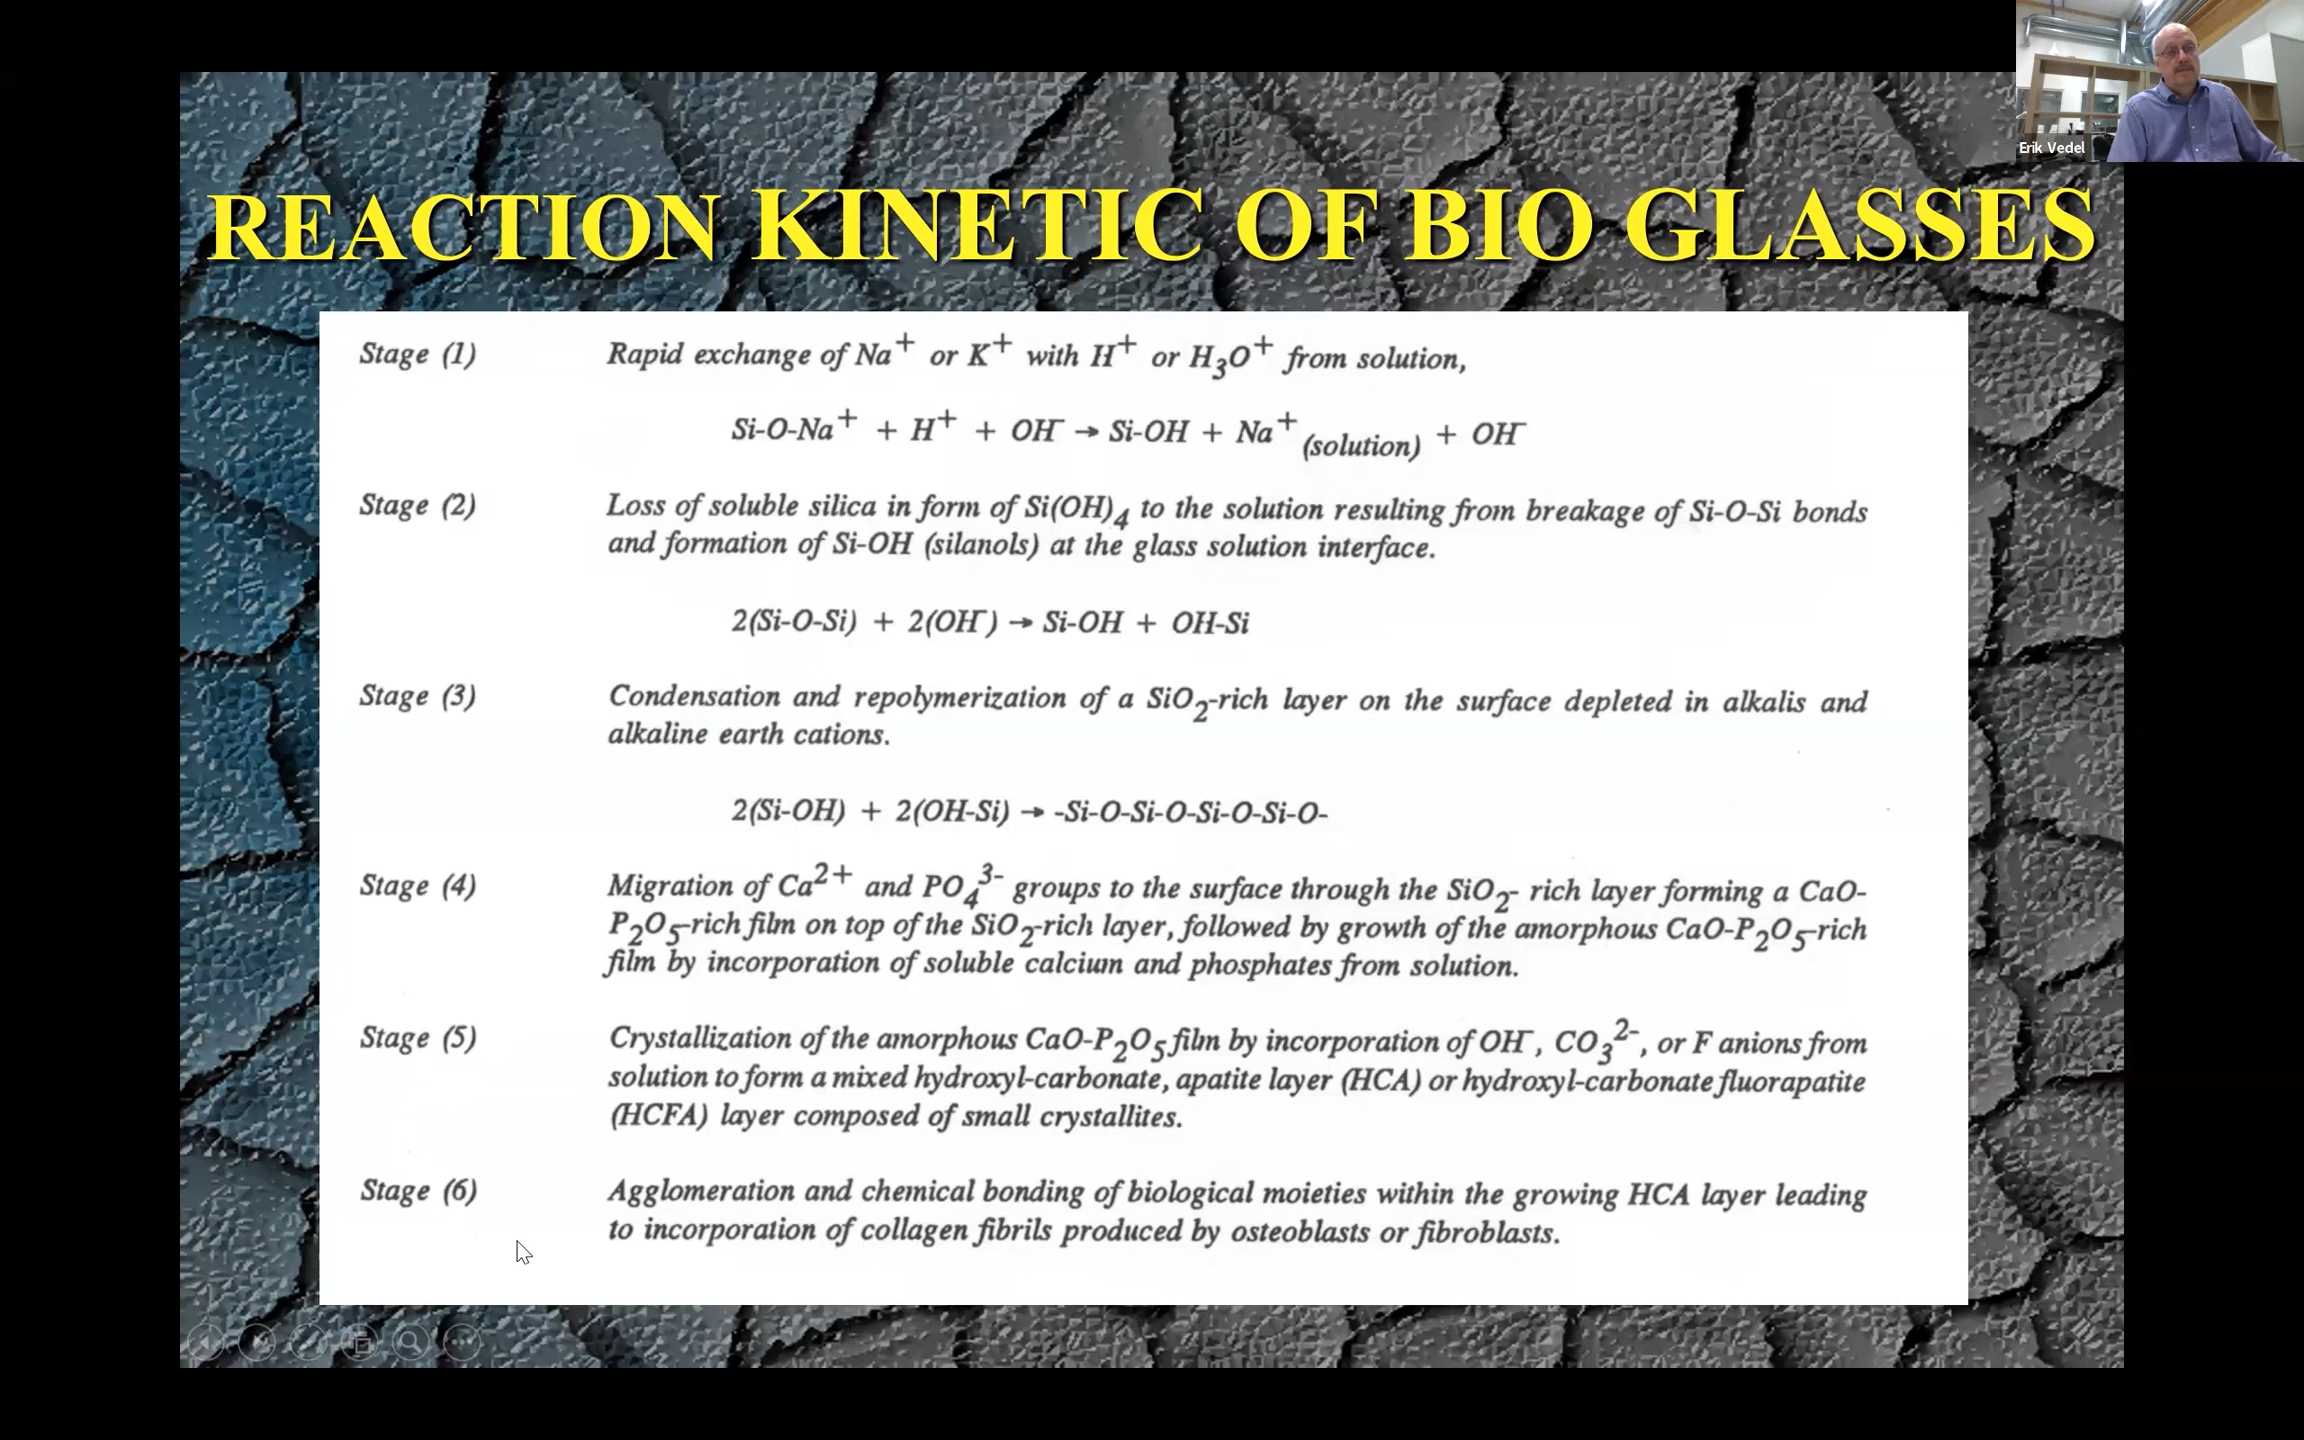 Erik Vedel
REACTION KINETIC OF BIO GLASSES
Stage (1) Rapid exchange of Na⁺ or K⁺ with H⁺ or H₃O⁺ from solution,
Si-O-Na⁺ + H⁺ + OH⁻ → Si-OH + Na⁺(solution) + OH⁻
Stage (2) Loss of soluble silica in form of Si(OH)₄ to the solution resulting from breakage of Si-O-Si bonds
and formation of Si-OH (silanols) at the glass solution interface.
2(Si-O-Si) + 2(OH⁻) → Si-OH + OH-Si
Stage (3) Condensation and repolymerization of a SiO₂-rich layer on the surface depleted in alkalis and
alkaline earth cations.
2(Si-OH) + 2(OH-Si) → -Si-O-Si-O-Si-O-Si-O-
Stage (4) Migration of Ca²⁺ and PO₄³⁻ groups to the surface through the SiO₂- rich layer forming a CaO-
P₂O₅-rich film on top of the SiO₂-rich layer, followed by growth of the amorphous CaO-P₂O₅-rich
film by incorporation of soluble calcium and phosphates from solution.
Stage (5) Crystallization of the amorphous CaO-P₂O₅ film by incorporation of OH⁻, CO₃²⁻, or F anions from
solution to form a mixed hydroxyl-carbonate, apatite layer (HCA) or hydroxyl-carbonate fluorapatite
(HCFA) layer composed of small crystallites.
Stage (6) Agglomeration and chemical bonding of biological moieties within the growing HCA layer leading
to incorporation of collagen fibrils produced by osteoblasts or fibroblasts.